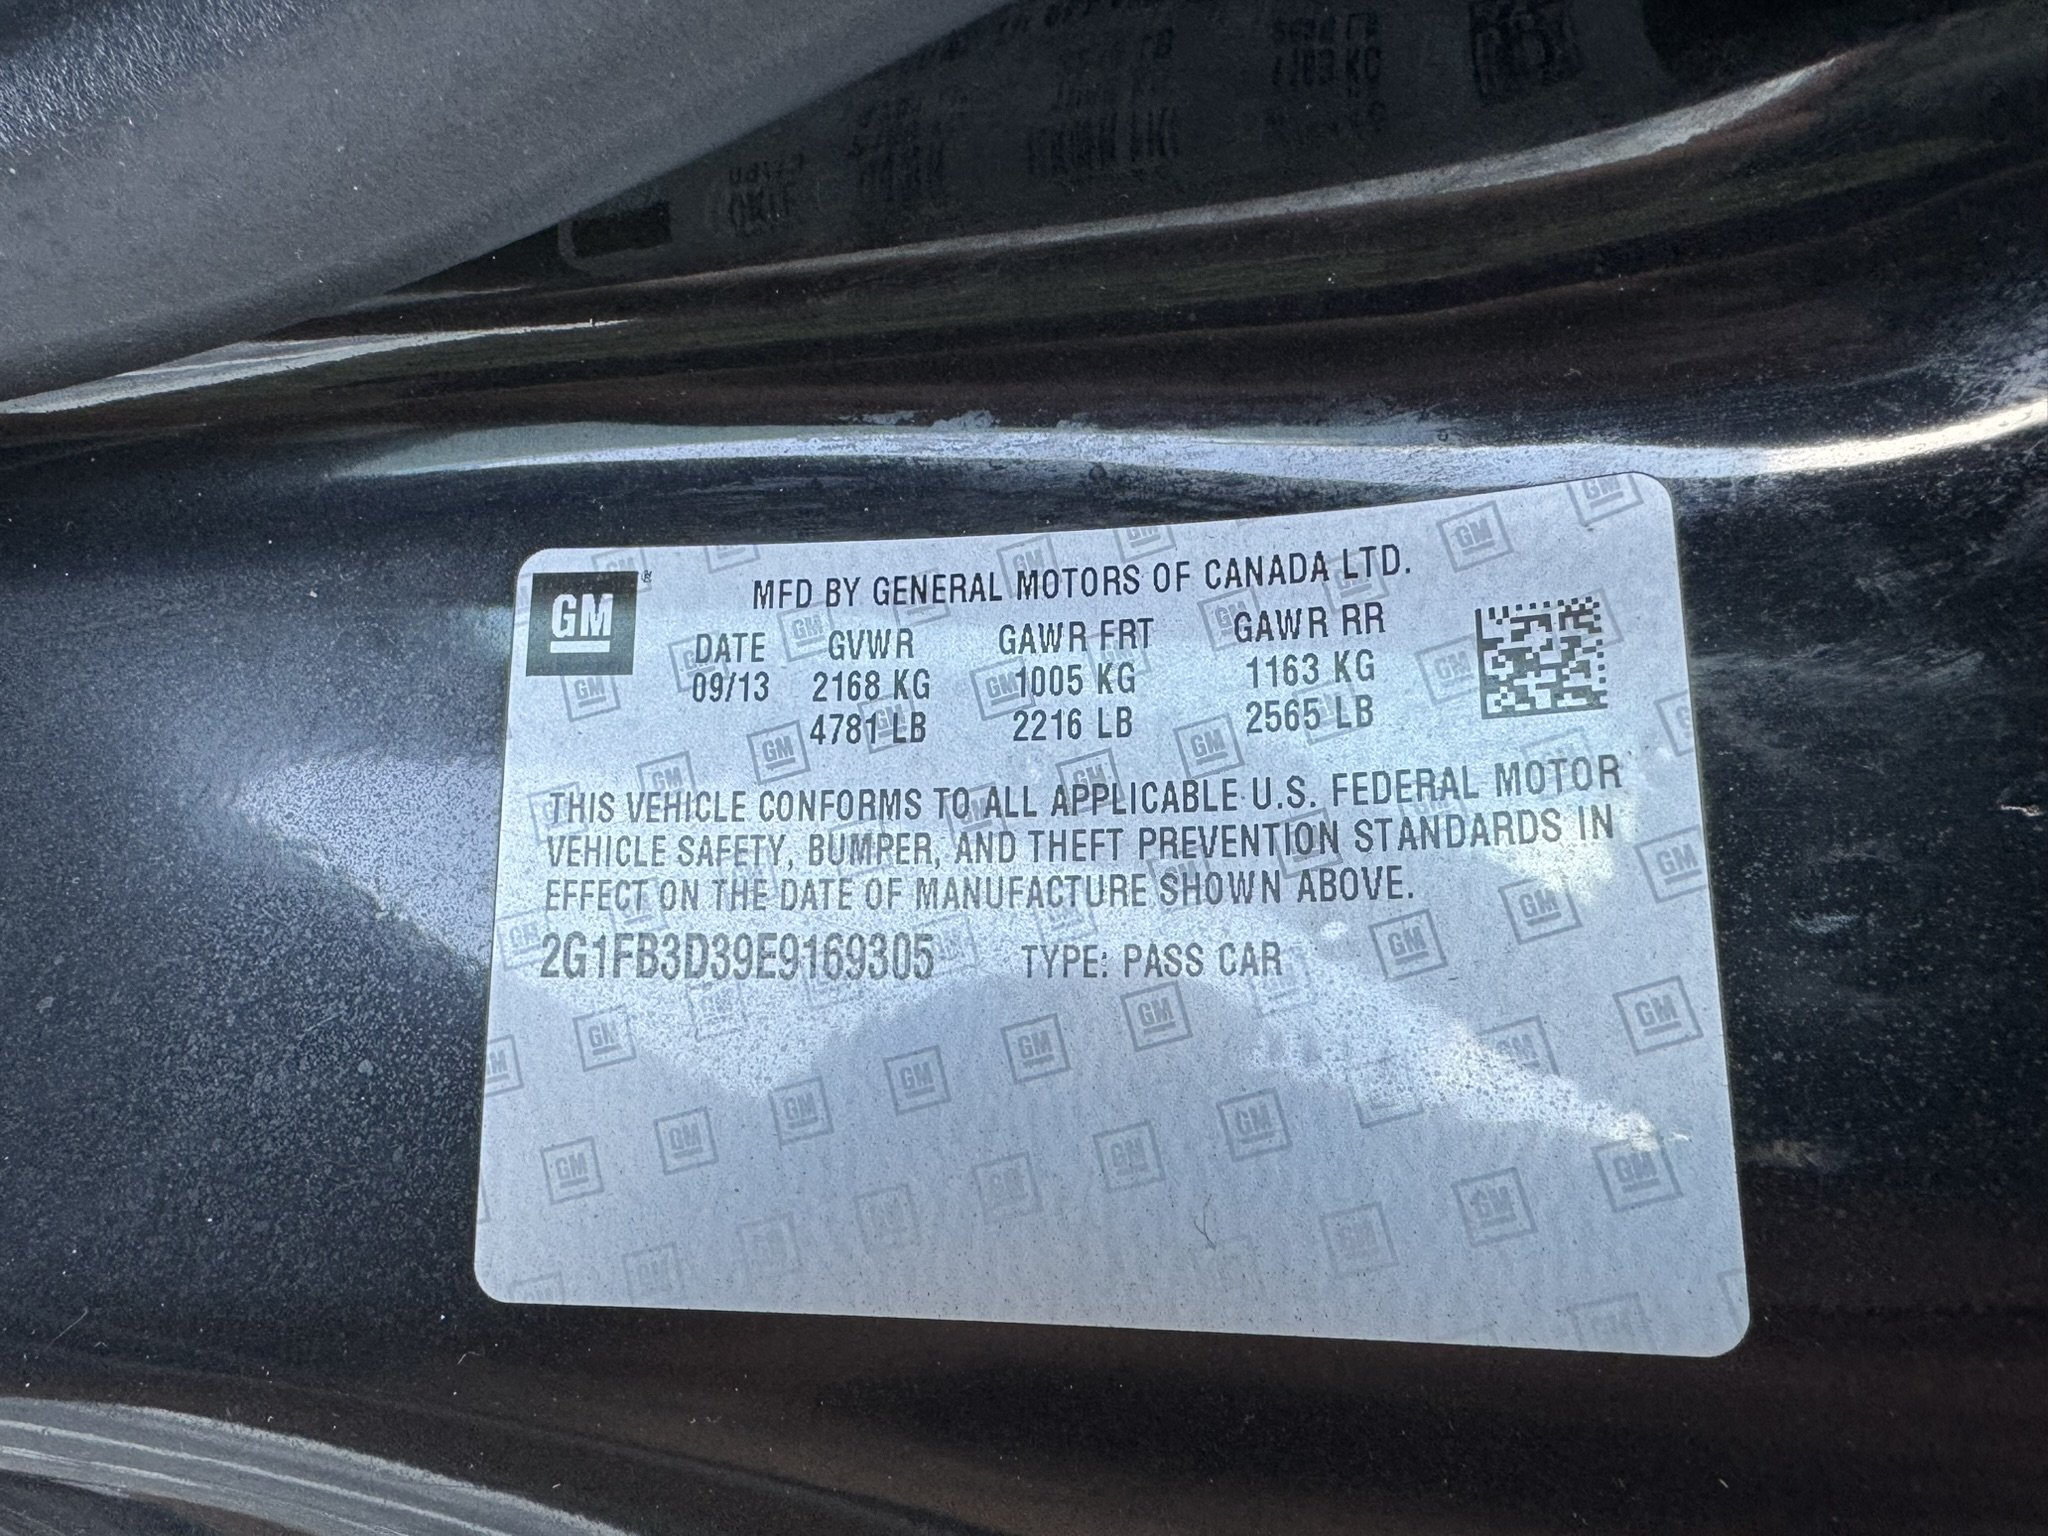 GM
MFD BY GENERAL MOTORS OF CANADA LTD.
DATE GVWR GAWR FRT GAWR RR
09/13 2168 KG 1005 KG 1163 KG
4781 LB 2216 LB 2565 LB
THIS VEHICLE CONFORMS TO ALL APPLICABLE U.S. FEDERAL MOTOR
VEHICLE SAFETY, BUMPER, AND THEFT PREVENTION STANDARDS IN
EFFECT ON THE DATE OF MANUFACTURE SHOWN ABOVE.
2G1FB3D39E9169305 TYPE: PASS CAR